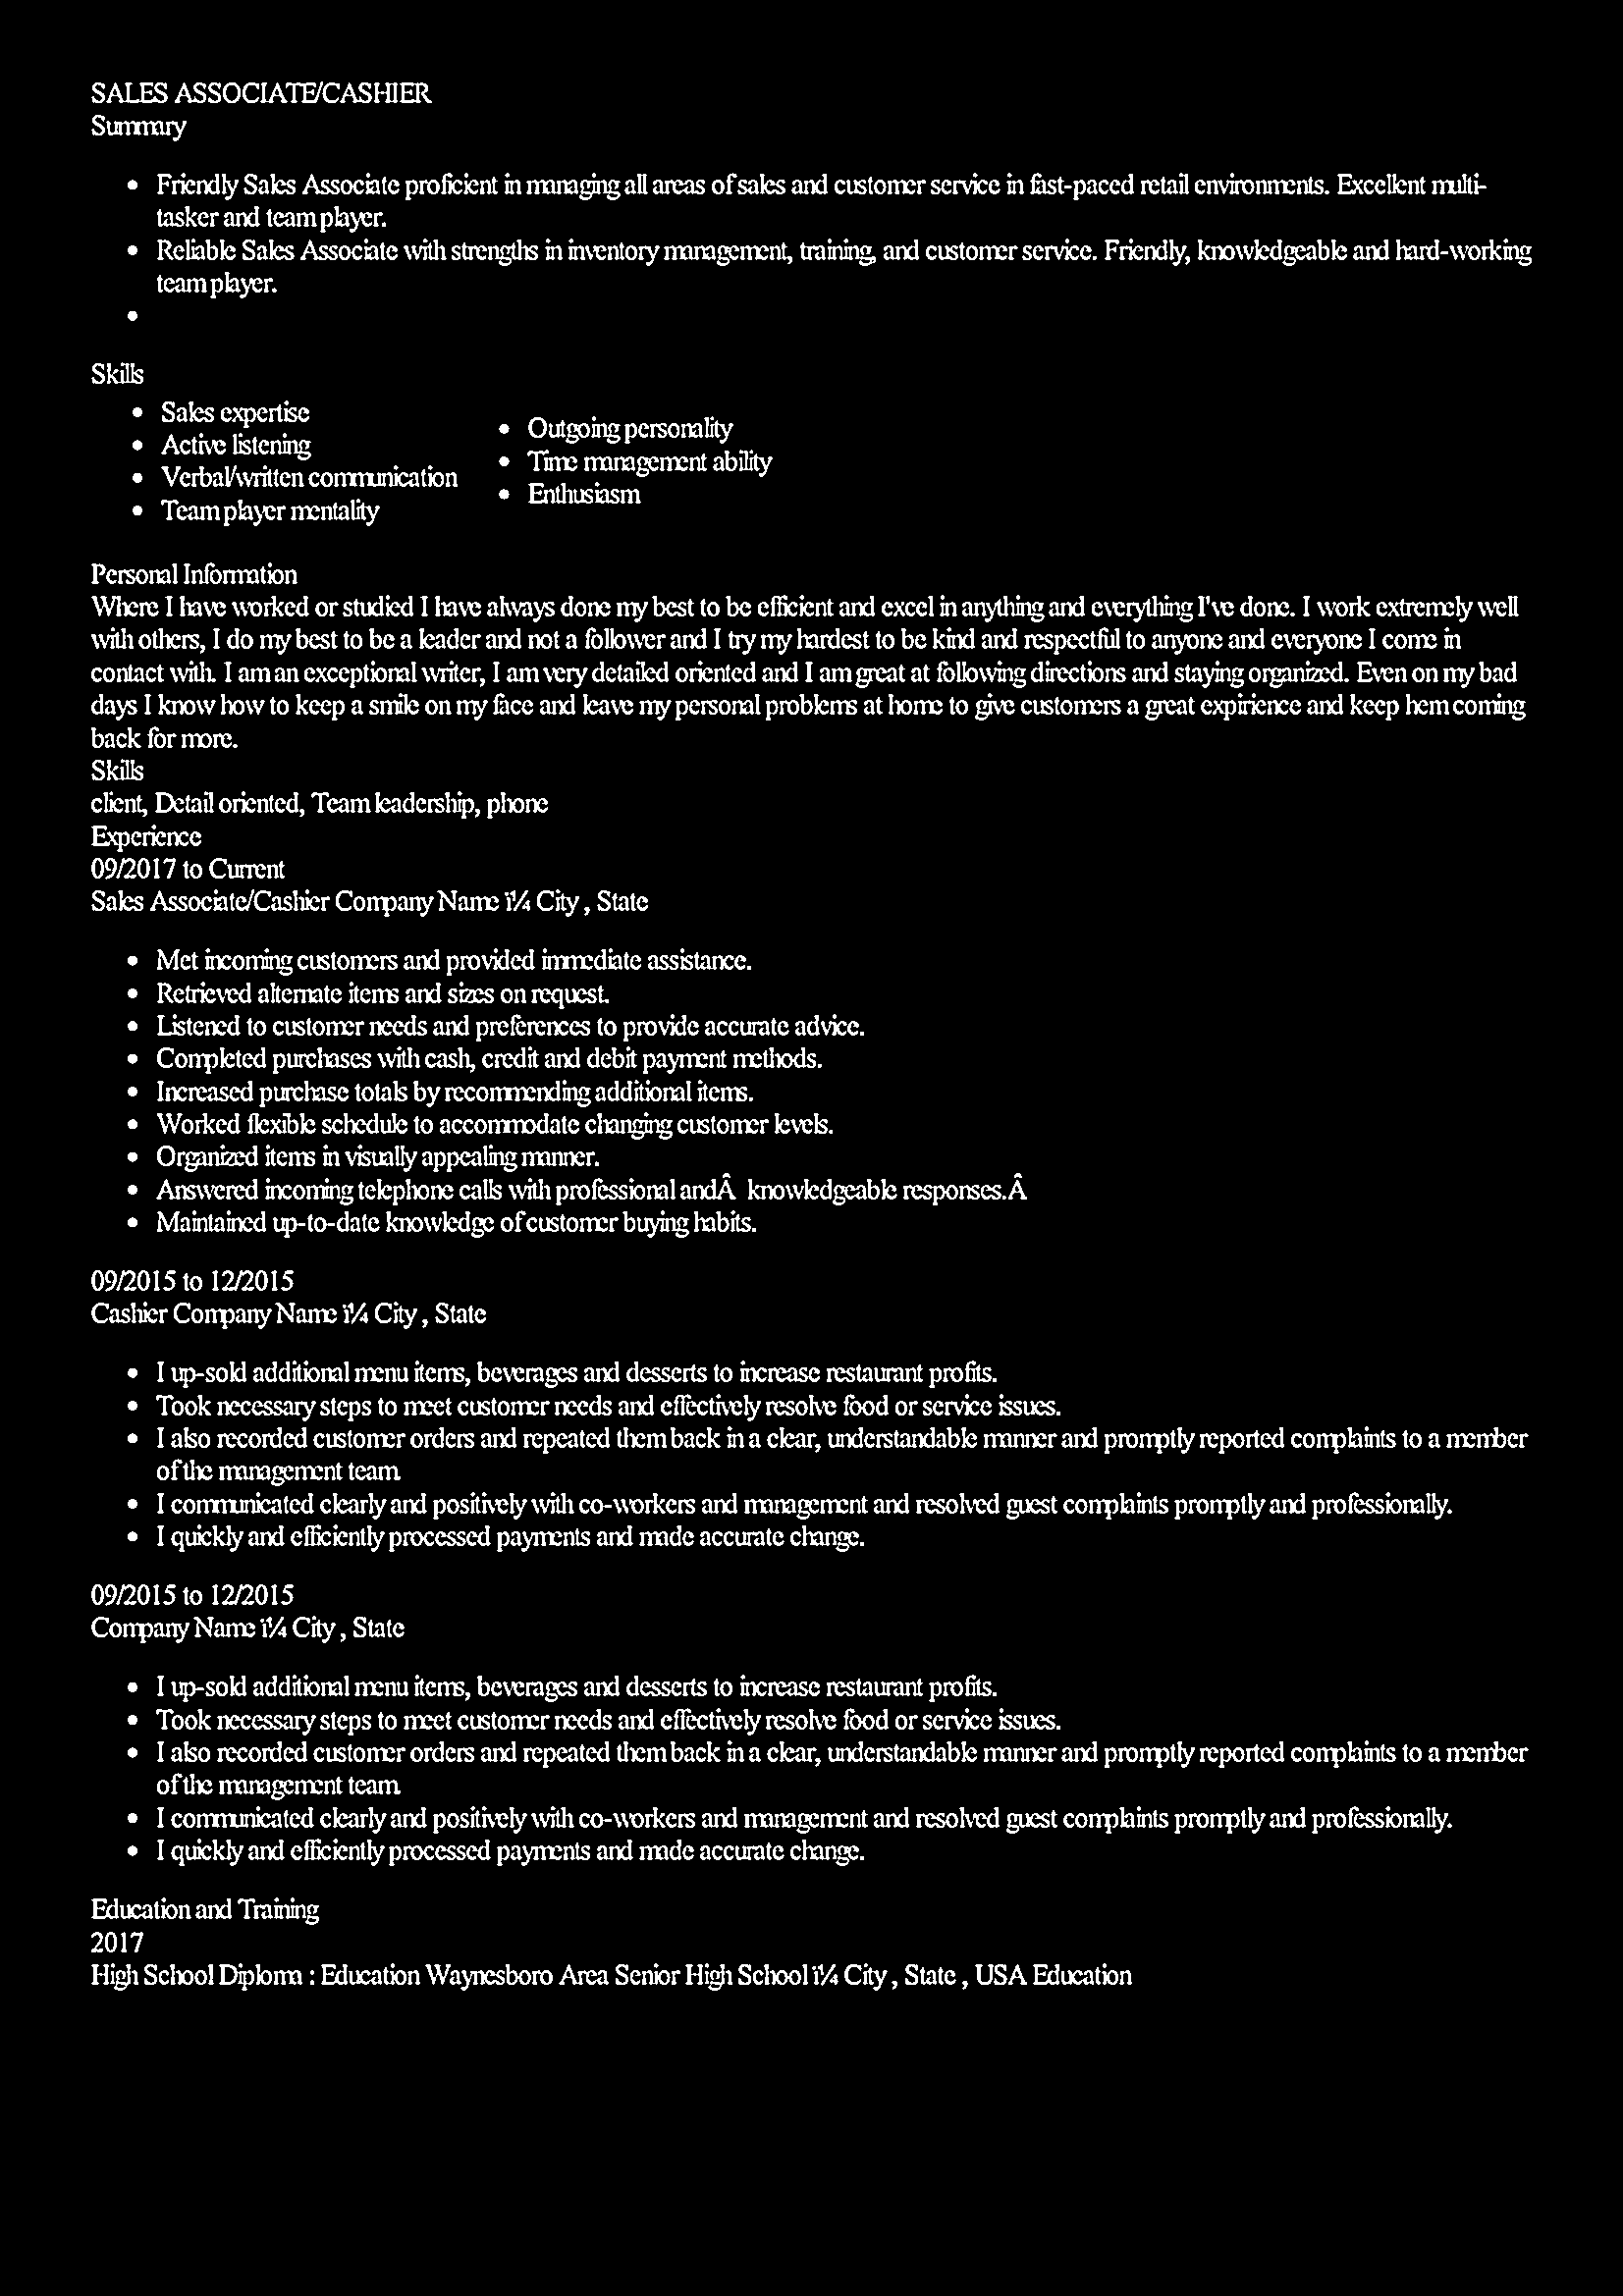 SALES ASSOCIATE/CASHIER
Summary
• Friendly Sales Associate proficient in managing all areas of sales and customer service in fast-paced retail environments. Excellent multi-
tasker and team player.
• Reliable Sales Associate with strengths in inventory management, training, and customer service. Friendly, knowledgeable and hard-working
team player.
•
Skills
• Sales expertise
• Active listening
• Verbal/written communication
• Team player mentality
• Outgoing personality
• Time management ability
• Enthusiasm
Personal Information
Where I have worked or studied I have always done my best to be efficient and excel in anything and everything I've done. I work extremely well
with others, I do my best to be a leader and not a follower and I try my hardest to be kind and respectful to anyone and everyone I come in
contact with. I am an exceptional writer, I am very detailed oriented and I am great at following directions and staying organized. Even on my bad
days I know how to keep a smile on my face and leave my personal problems at home to give customers a great expirience and keep hem coming
back for more.
Skills
client, Detail oriented, Team leadership, phone
Experience
09/2017 to Current
Sales Associate/Cashier Company Name ï¼ City , State
• Met incoming customers and provided immediate assistance.
• Retrieved alternate items and sizes on request.
• Listened to customer needs and preferences to provide accurate advice.
• Completed purchases with cash, credit and debit payment methods.
• Increased purchase totals by recommending additional items.
• Worked flexible schedule to accommodate changing customer levels.
• Organized items in visually appealing manner.
• Answered incoming telephone calls with professional andÂ knowledgeable responses.Â
• Maintained up-to-date knowledge of customer buying habits.
09/2015 to 12/2015
Cashier Company Name ï¼ City , State
• I up-sold additional menu items, beverages and desserts to increase restaurant profits.
• Took necessary steps to meet customer needs and effectively resolve food or service issues.
• I also recorded customer orders and repeated them back in a clear, understandable manner and promptly reported complaints to a member
of the management team.
• I communicated clearly and positively with co-workers and management and resolved guest complaints promptly and professionally.
• I quickly and efficiently processed payments and made accurate change.
09/2015 to 12/2015
Company Name ï¼ City , State
• I up-sold additional menu items, beverages and desserts to increase restaurant profits.
• Took necessary steps to meet customer needs and effectively resolve food or service issues.
• I also recorded customer orders and repeated them back in a clear, understandable manner and promptly reported complaints to a member
of the management team.
• I communicated clearly and positively with co-workers and management and resolved guest complaints promptly and professionally.
• I quickly and efficiently processed payments and made accurate change.
Education and Training
2017
High School Diploma : Education Waynesboro Area Senior High School ï¼ City , State , USA Education